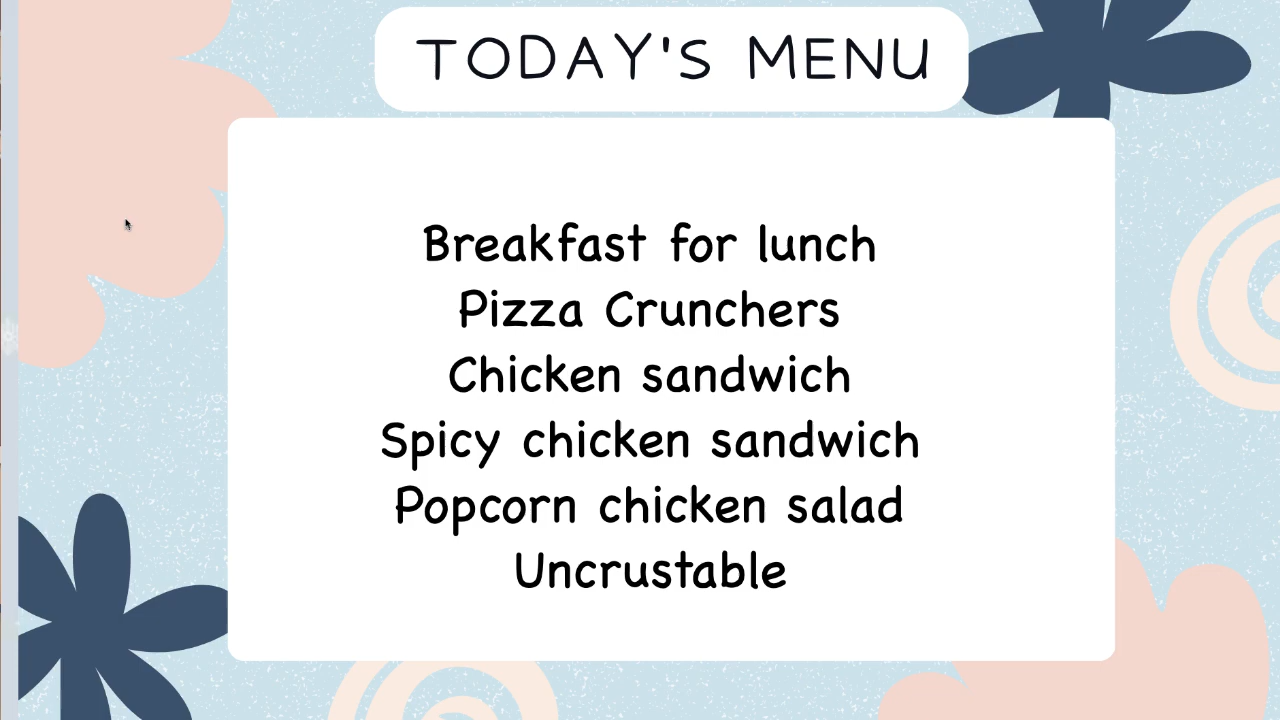 TODAY'S MENU
Breakfast for lunch
Pizza Crunchers
Chicken sandwich
Spicy chicken sandwich
Popcorn chicken salad
Uncrustable